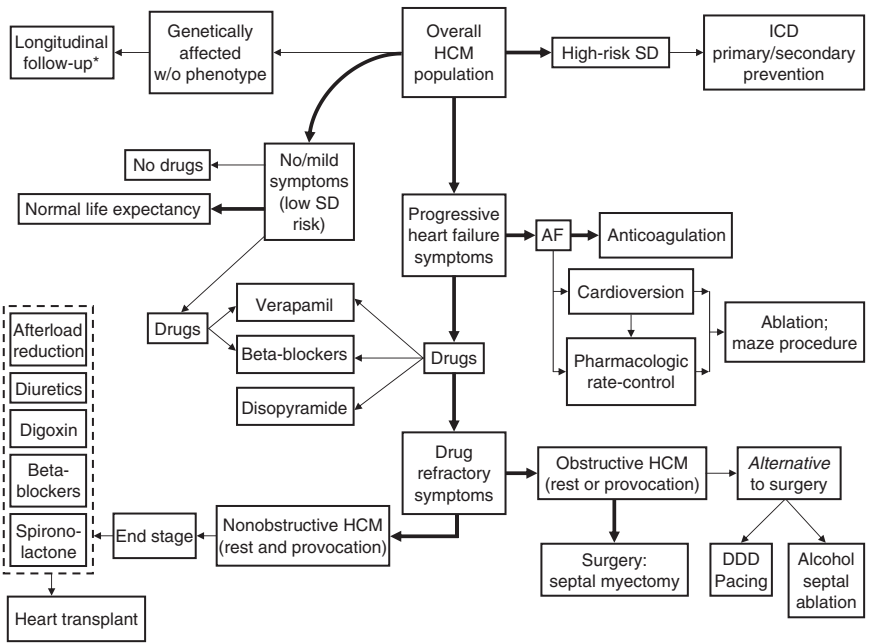 Longitudinal
follow-up*
Genetically
affected
w/o phenotype
Overall
HCM
population
High-risk SD
ICD
primary/secondary
prevention
No drugs
Normal life expectancy
No/mild
symptoms
(low SD
risk)
Progressive
heart failure
symptoms
AF
Anticoagulation
Cardioversion
Pharmacologic
rate-control
Ablation;
maze procedure
Drugs
Verapamil
Beta-blockers
Disopyramide
Drugs
Afterload
reduction
Diuretics
Digoxin
Beta-
blockers
Spirono-
lactone
Heart transplant
End stage
Nonobstructive HCM
(rest and provocation)
Drug
refractory
symptoms
Obstructive HCM
(rest or provocation)
Alternative
to surgery
Surgery:
septal myectomy
DDD
Pacing
Alcohol
septal
ablation